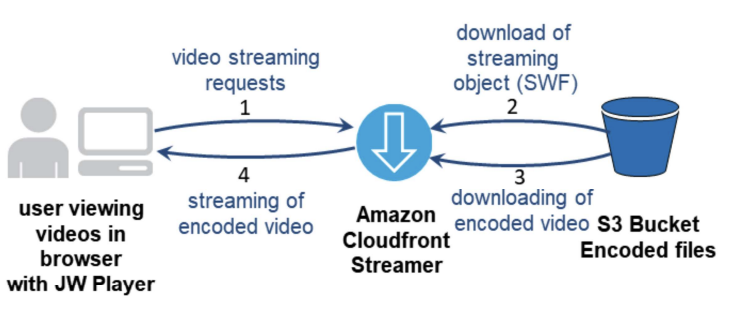 video streaming
requests
1
download of
streaming
object (SWF)
2
4
streaming of
encoded video
3
downloading of
encoded video
user viewing
videos in
browser
with JW Player
Amazon
Cloudfront
Streamer
S3 Bucket
Encoded files